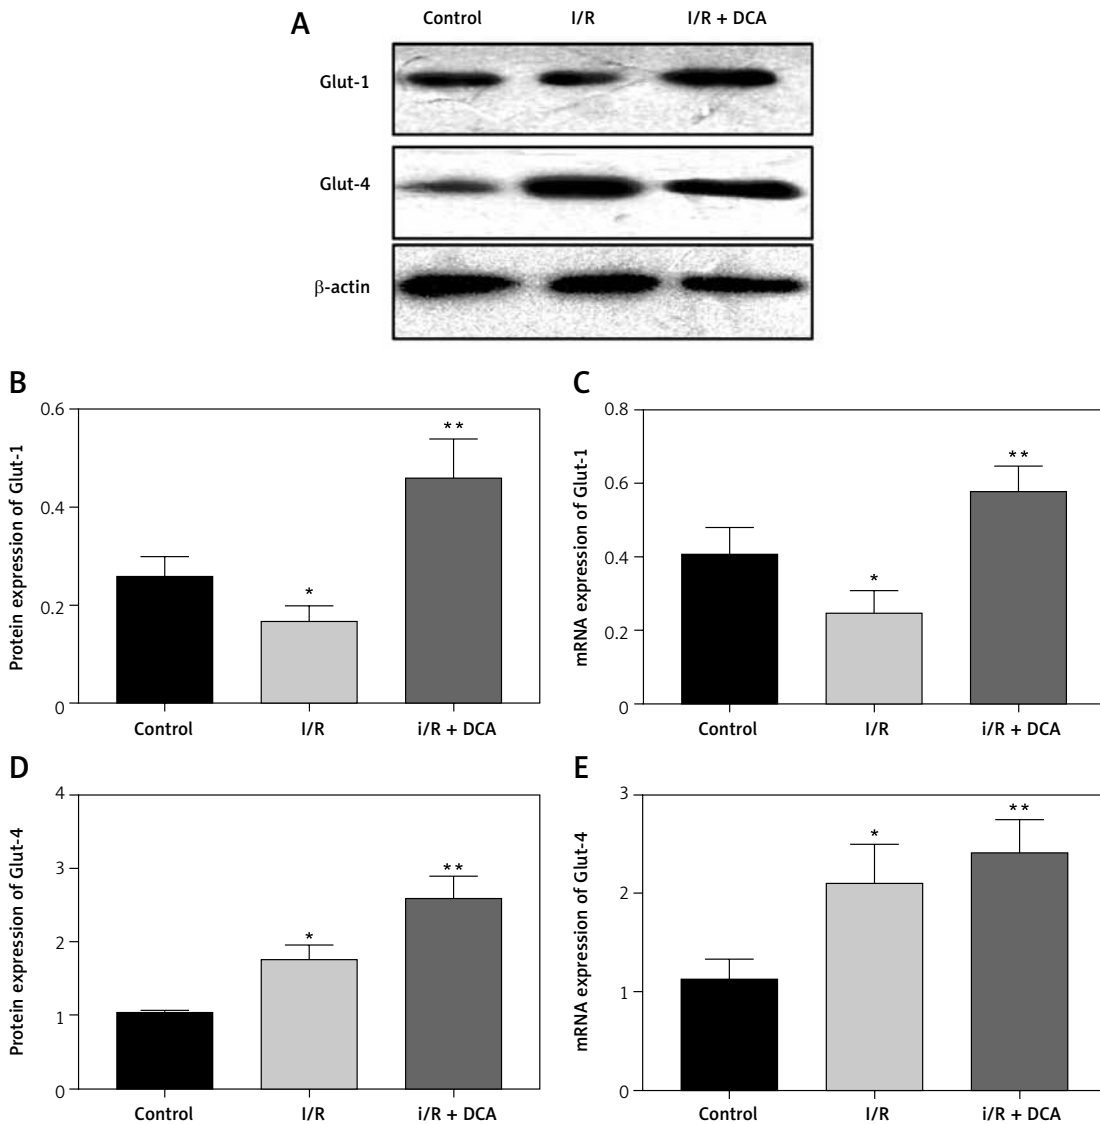 A
Control I/R I/R + DCA
Glut-1
Glut-4
β-actin
B
Protein expression of Glut-1
0.6
0.4
0.2
0
*
**
Control I/R i/R + DCA
C
mRNA expression of Glut-1
0.8
0.6
0.4
0.2
0
*
**
Control I/R i/R + DCA
D
Protein expression of Glut-4
4
3
2
1
0
*
**
Control I/R i/R + DCA
E
mRNA expression of Glut-4
3
2
1
0
*
**
Control I/R i/R + DCA